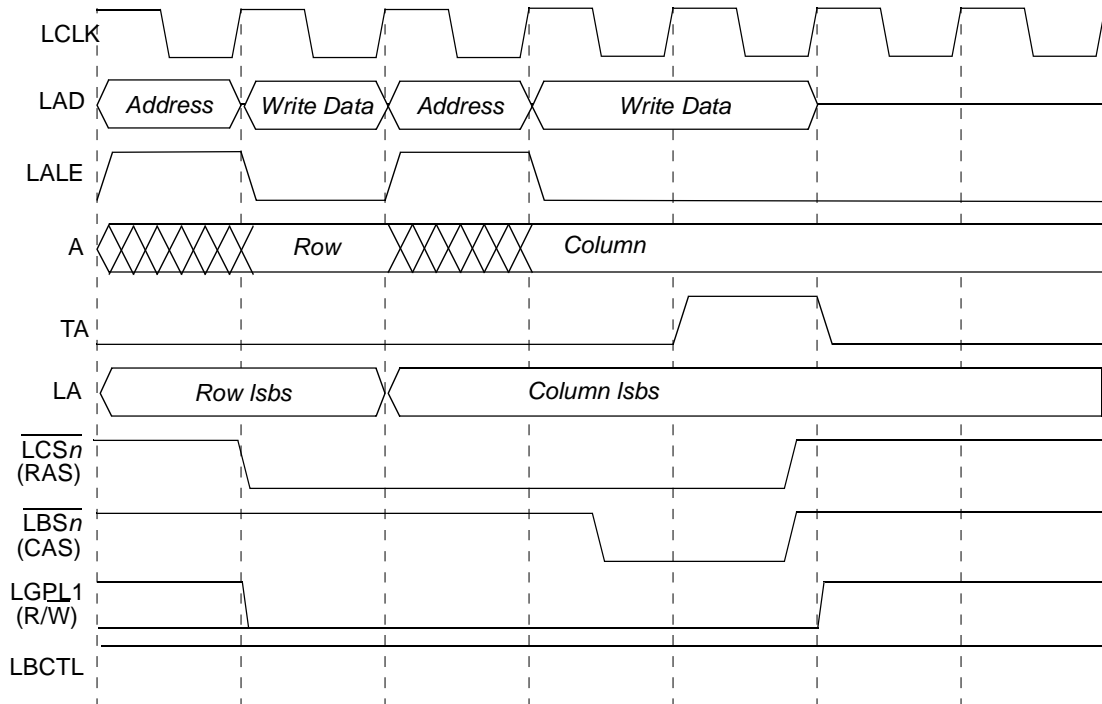 LCLK
LAD Address Write Data Address Write Data
LALE
A Row Column
TA
LA Row lsbs Column lsbs
LCSn
(RAS)
LBSn
(CAS)
LGPL1
(R/W)
LBCTL